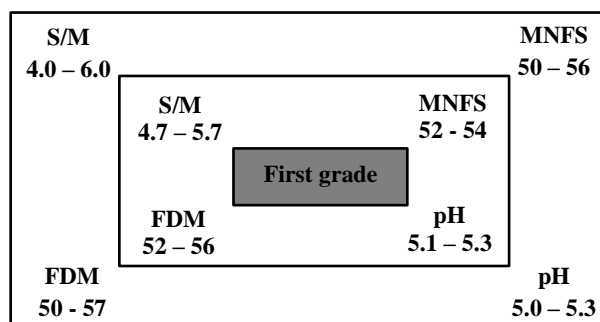 S/M
4.0 – 6.0
MNFS
50 – 56
S/M
4.7 – 5.7
MNFS
52 - 54
First grade
FDM
52 – 56
pH
5.1 – 5.3
FDM
50 - 57
pH
5.0 – 5.3